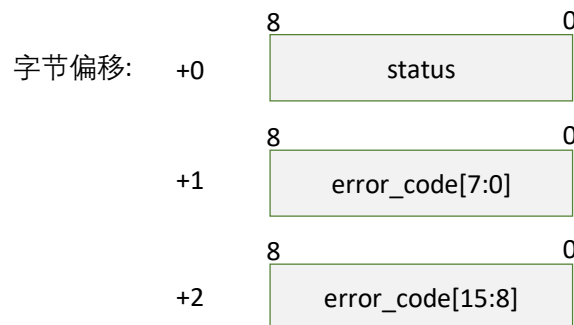 8 0
字节偏移: +0 status
8 0
+1 error_code[7:0]
8 0
+2 error_code[15:8]